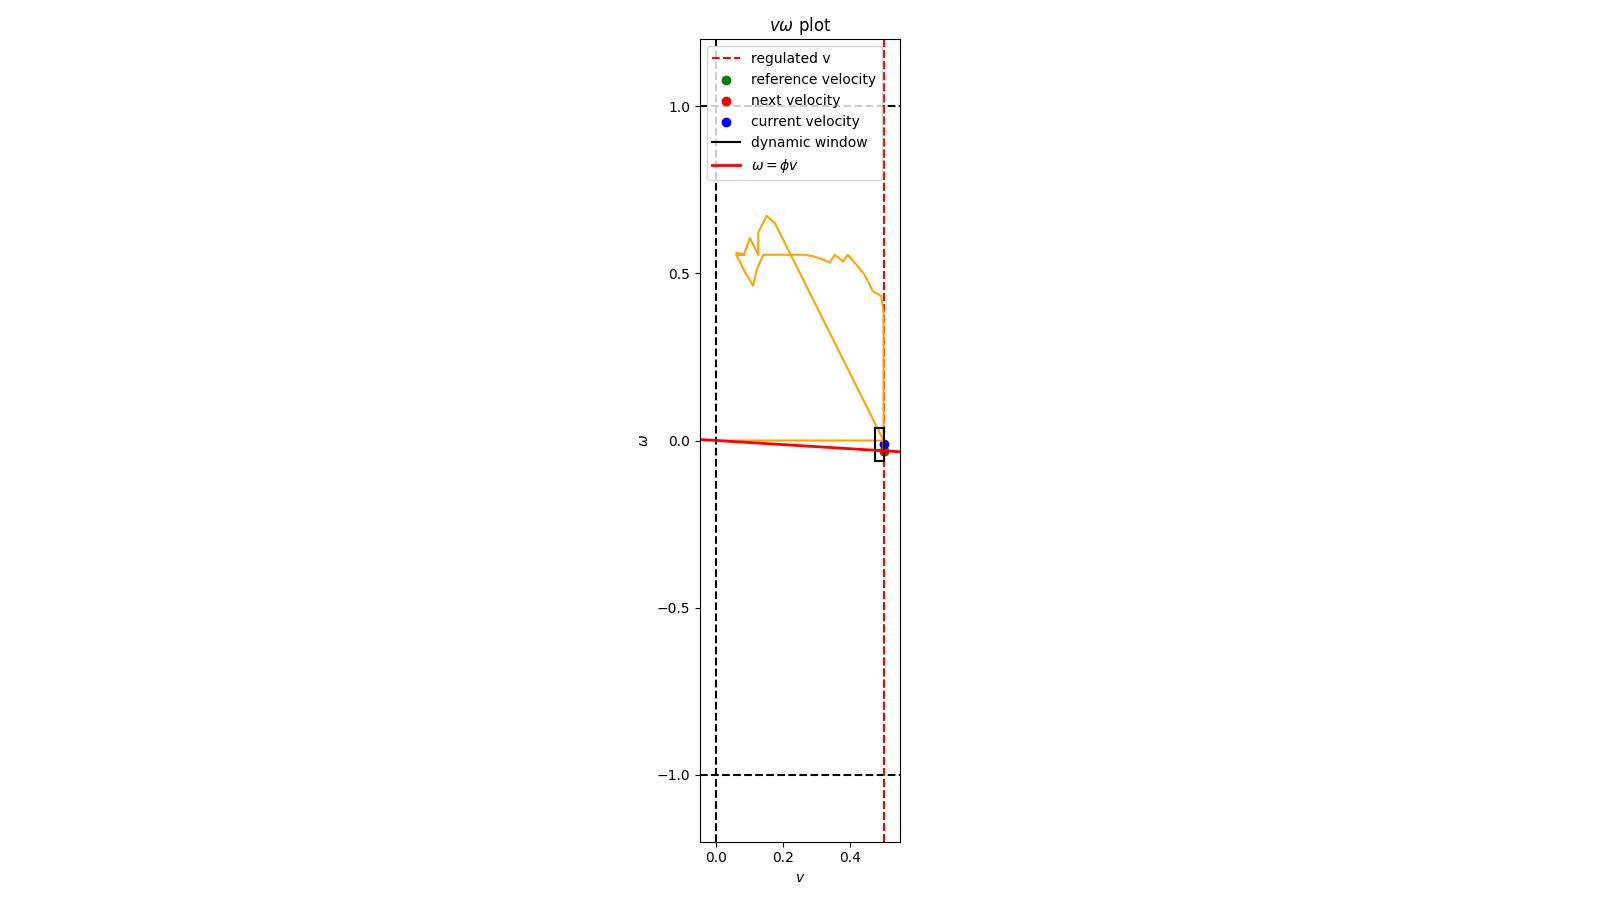 vω plot
regulated v
reference velocity
next velocity
current velocity
dynamic window
ω = ϕv
1.0
0.5
0.0
−0.5
−1.0
ω
0.0 0.2 0.4
v